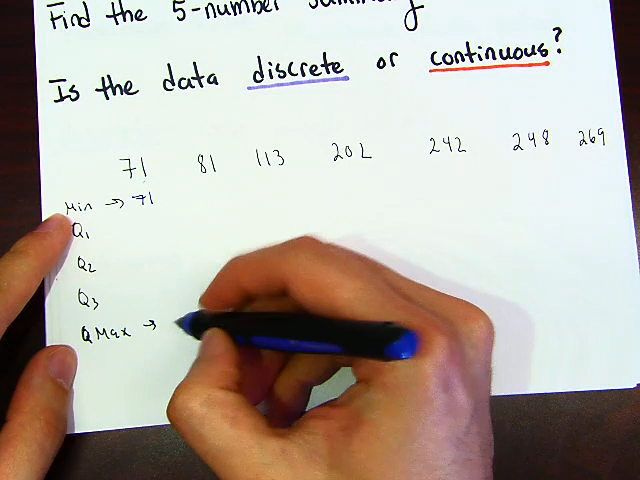 Find the 5-number summary
Is the data discrete or continuous?
71 81 113 202 242 248 269
Min → 71
Q1
Q2
Q3
Max →